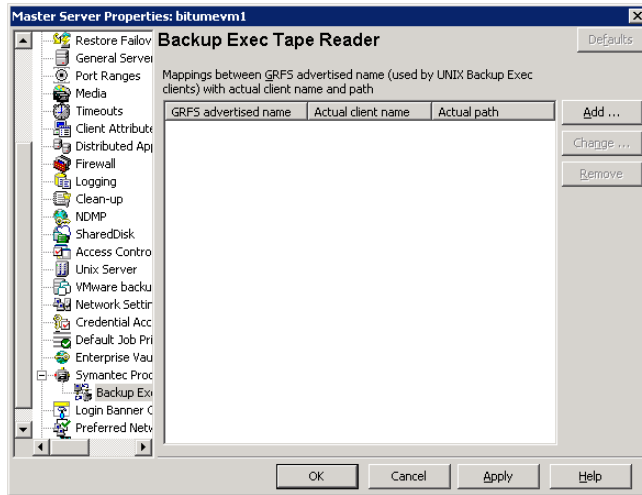 Master Server Properties: bitumevm1
Restore Failov
General Server
Port Ranges
Media
Timeouts
Client Attribute
Distributed App
Firewall
Logging
Clean-up
NDMP
SharedDisk
Access Contro
Unix Server
VMware backu
Network Settin
Credential Acc
Default Job Pri
Enterprise Vau
Symantec Prod
Backup Exe
Login Banner C
Preferred Netw
Backup Exec Tape Reader
Defaults
Mappings between GRFS advertised name (used by UNIX Backup Exec
clients) with actual client name and path
GRFS advertised name Actual client name Actual path
Add ...
Change ...
Remove
OK Cancel Apply Help